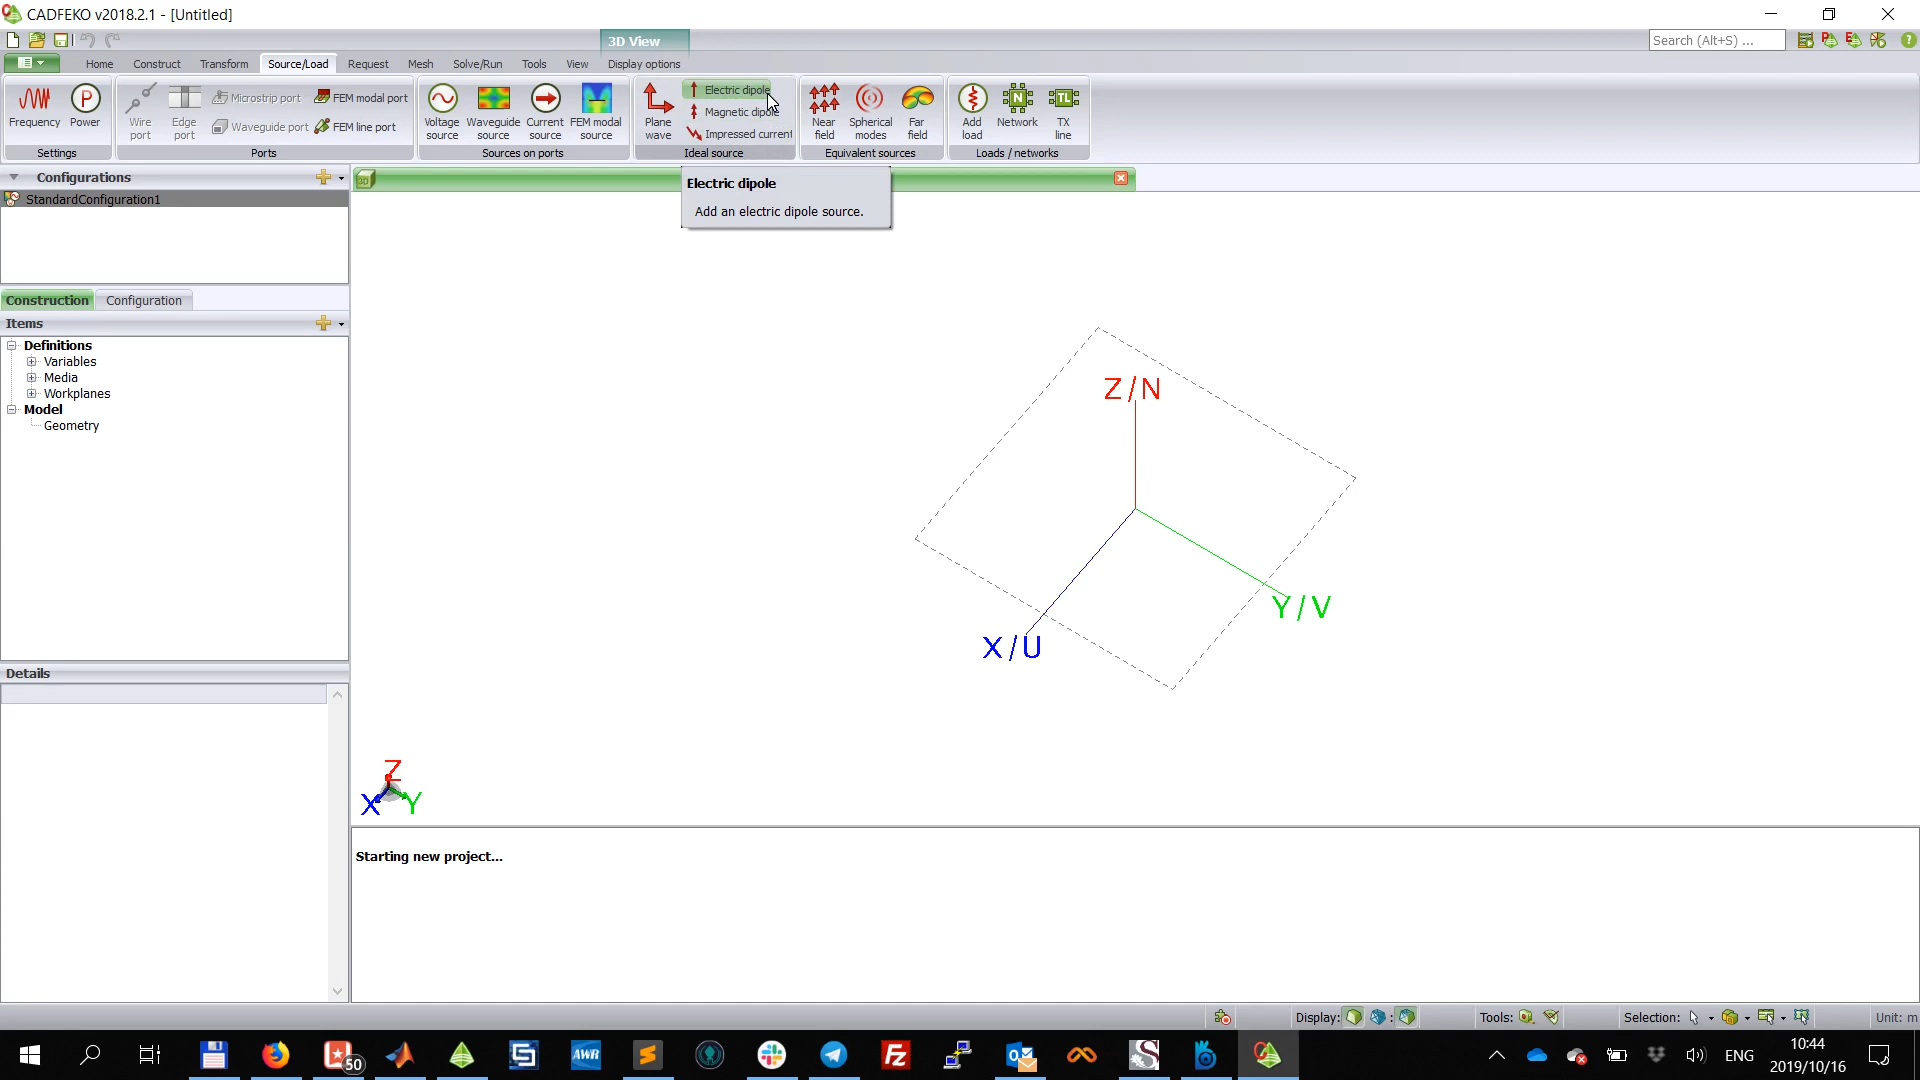 CADFEKO v2018.2.1 - [Untitled]
3D View
Search (Alt+S) ...
Home Construct Transform Source/Load Request Mesh Solve/Run Tools View Display options
Frequency
Power
Settings
Wire port
Edge port
Microstrip port
Waveguide port
FEM modal port
FEM line port
Ports
Voltage source
Waveguide source
Current source
FEM modal source
Sources on ports
Plane wave
Electric dipole
Magnetic dipole
Impressed current
Ideal source
Near field
Spherical modes
Far field
Equivalent sources
Add load
Network
TX line
Loads / networks
Configurations
StandardConfiguration1
Electric dipole
Add an electric dipole source.
Construction Configuration
Items
Definitions
Variables
Media
Workplanes
Model
Geometry
Details
Z/N
Y/V
X/U
Z
X Y
Starting new project...
Display: : Tools: Selection: Unit: m
50
AWR
ENG
10:44
2019/10/16